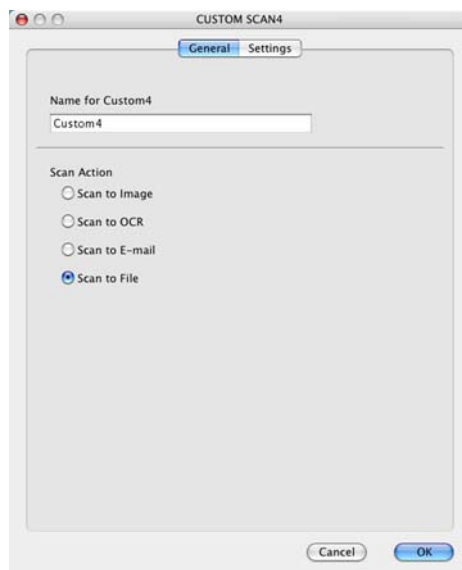 CUSTOM SCAN4
General Settings
Name for Custom4
Custom4
Scan Action
Scan to Image
Scan to OCR
Scan to E-mail
Scan to File
Cancel OK